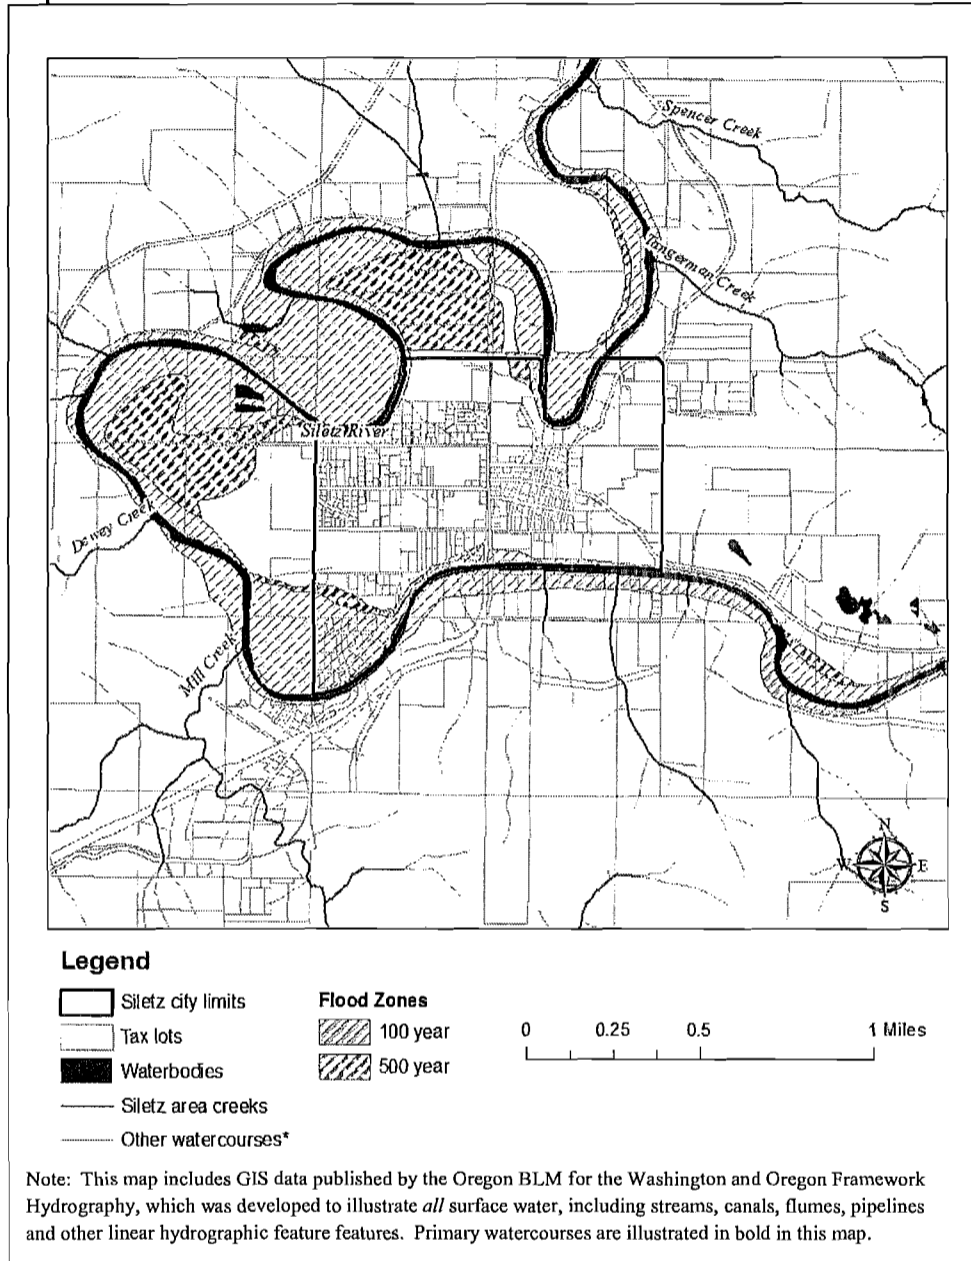 Spencer Creek
Tangerman Creek
Siletz River
Dewey Creek
Mill Creek
N
W
E
S
Legend
Siletz city limits
Tax lots
Waterbodies
Siletz area creeks
Other watercourses*
Flood Zones
100 year
500 year
0 0.25 0.5 1 Miles
Note: This map includes GIS data published by the Oregon BLM for the Washington and Oregon Framework
Hydrography, which was developed to illustrate all surface water, including streams, canals, flumes, pipelines
and other linear hydrographic feature features. Primary watercourses are illustrated in bold in this map.